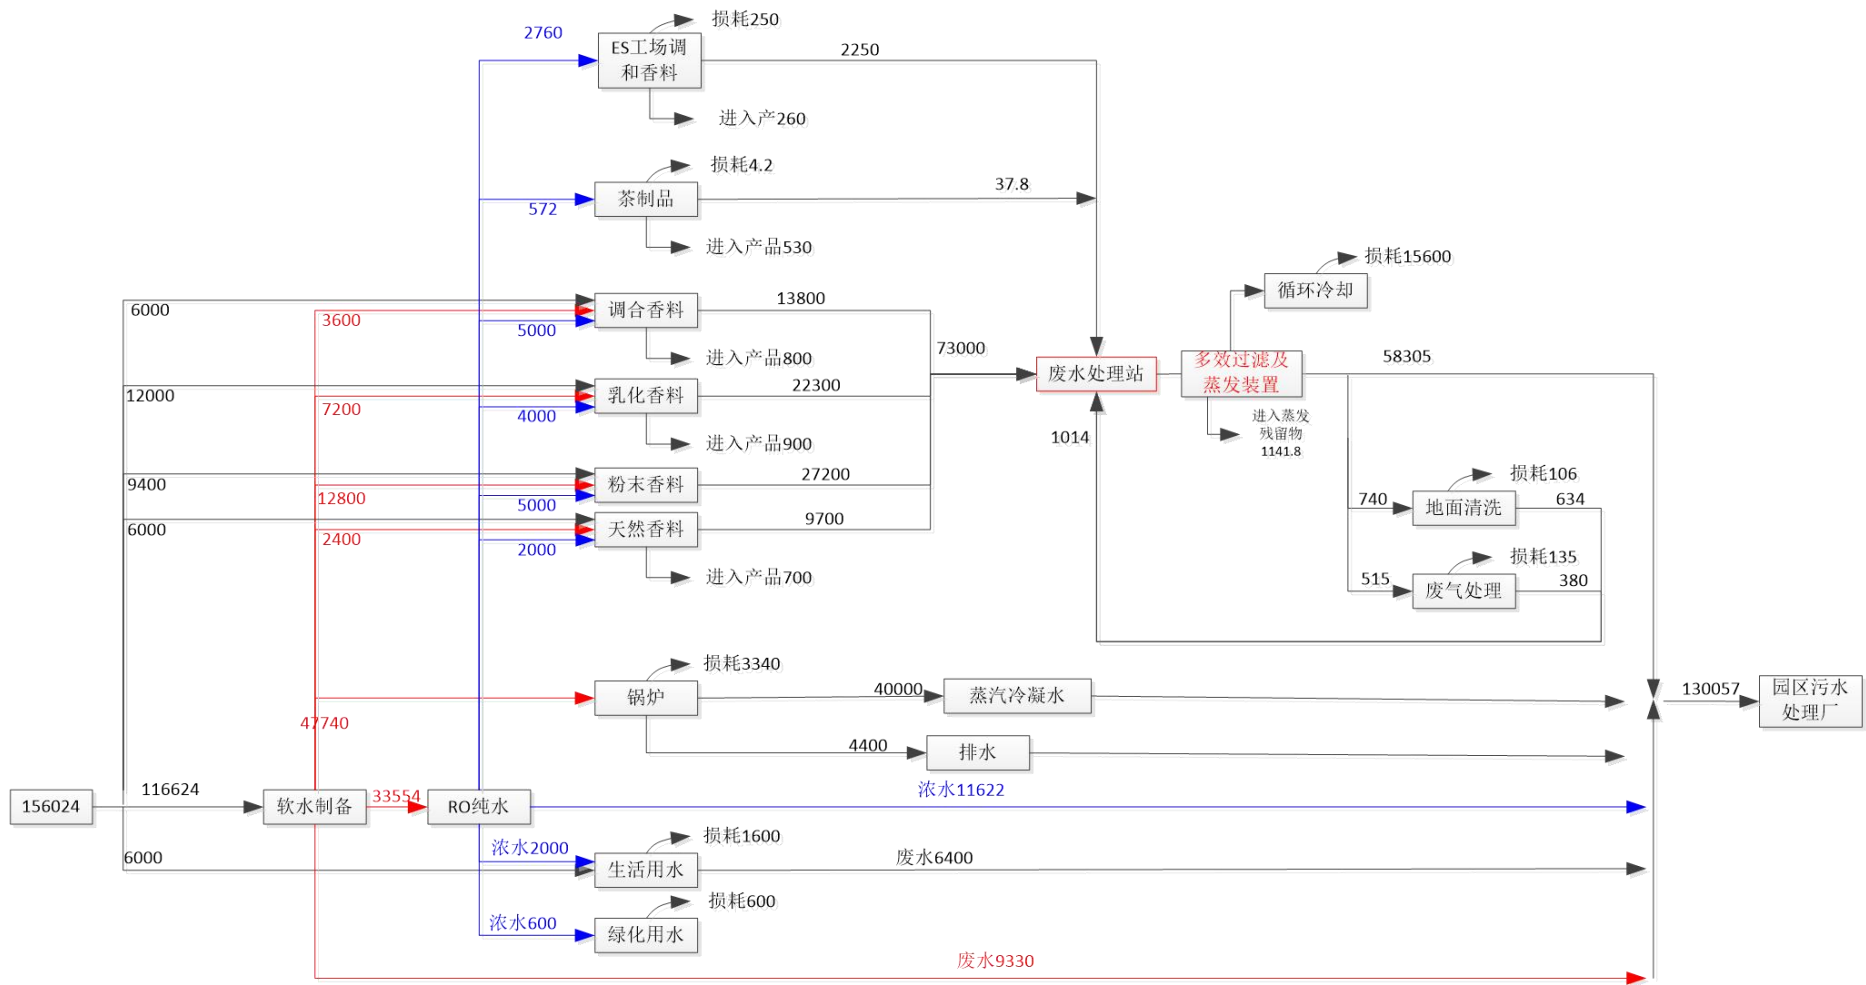 损耗250
2760
ES工场调
和香料
2250
进入产260
损耗4.2
茶制品
37.8
572
进入产品530
损耗15600
循环冷却
6000
3600
5000
调合香料
13800
进入产品800
73000
废水处理站
多效过滤及
蒸发装置
58305
12000
7200
4000
乳化香料
22300
进入产品900
1014
进入蒸发
残留物
1141.8
9400
12800
5000
粉末香料
27200
损耗106
740
地面清洗
634
6000
2400
2000
天然香料
9700
进入产品700
损耗135
515
废气处理
380
损耗3340
47740
锅炉
40000
蒸汽冷凝水
130057
园区污水
处理厂
4400
排水
156024
116624
软水制备
33554
RO纯水
浓水11622
损耗1600
6000
浓水2000
生活用水
废水6400
损耗600
浓水600
绿化用水
废水9330